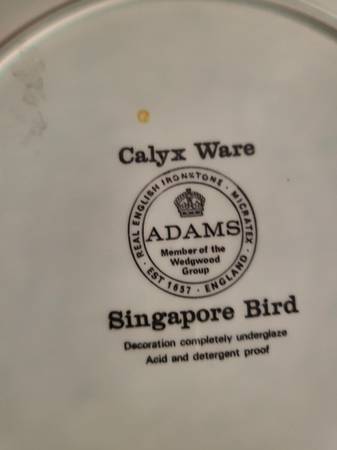 Calyx Ware
REAL ENGLISH IRONSTONE · MICRATEX ·
ADAMS
Member of the
Wedgwood
Group
· EST 1657 · ENGLAND ·
Singapore Bird
Decoration completely underglaze
Acid and detergent proof